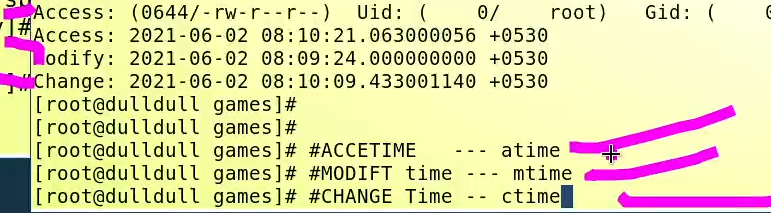 Access: (0644/-rw-r--r--) Uid: ( 0/ root) Gid: ( 0
Access: 2021-06-02 08:10:21.063000056 +0530
odify: 2021-06-02 08:09:24.000000000 +0530
Change: 2021-06-02 08:10:09.433001140 +0530
[root@dulldull games]#
[root@dulldull games]#
[root@dulldull games]# #ACCETIME --- atime
[root@dulldull games]# #MODIFT time --- mtime
[root@dulldull games]# #CHANGE Time -- ctime